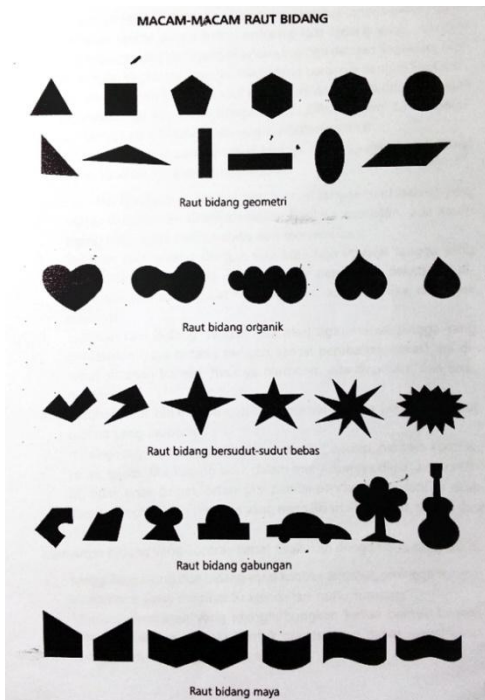 MACAM-MACAM RAUT BIDANG
Raut bidang geometri
Raut bidang organik
Raut bidang bersudut-sudut bebas
Raut bidang gabungan
Raut bidang maya